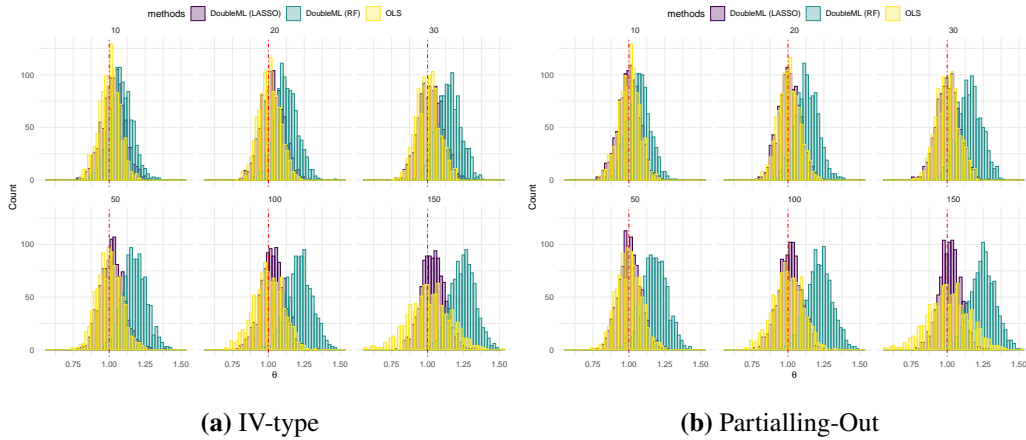 methods DoubleML (LASSO) DoubleML (RF) OLS
10 20 30
100
50
0
50 100 150
100
50
0
0.75 1.00 1.25 1.50 0.75 1.00 1.25 1.50 0.75 1.00 1.25 1.50
Count
θ
(a) IV-type
methods DoubleML (LASSO) DoubleML (RF) OLS
10 20 30
100
50
0
50 100 150
100
50
0
0.75 1.00 1.25 1.50 0.75 1.00 1.25 1.50 0.75 1.00 1.25 1.50
Count
θ
(b) Partialling-Out